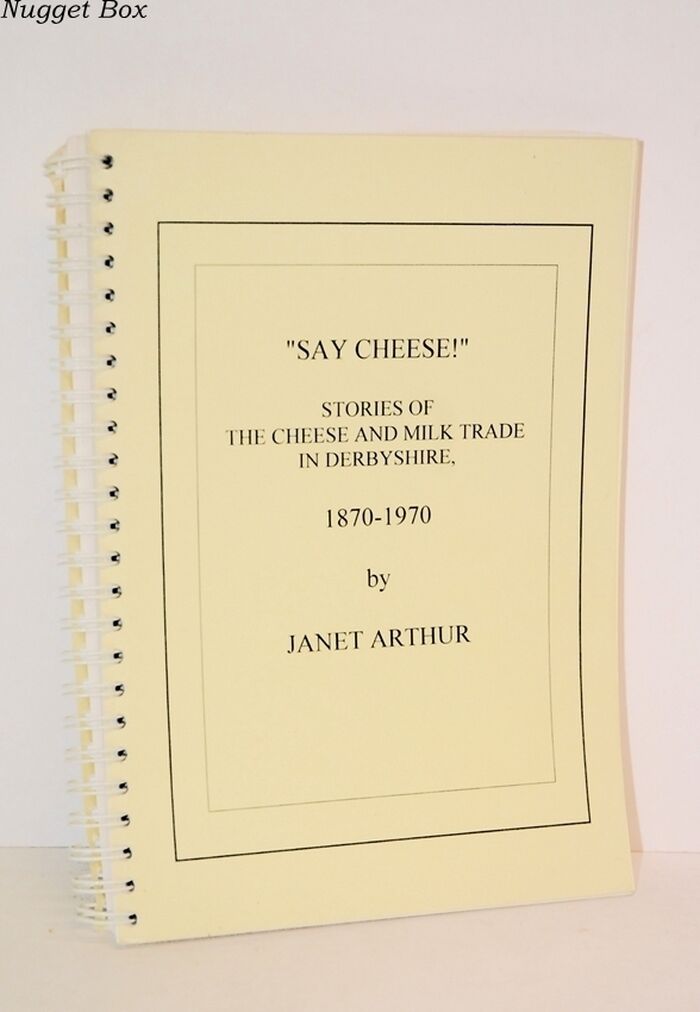 Nugget Box
"SAY CHEESE!"
STORIES OF
THE CHEESE AND MILK TRADE
IN DERBYSHIRE,
1870-1970
by
JANET ARTHUR